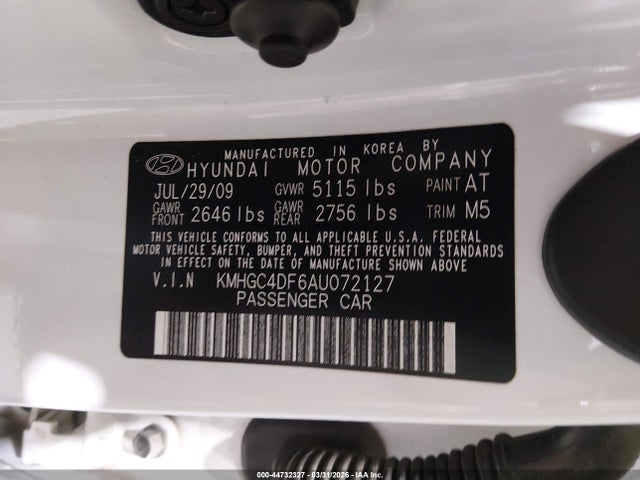 MANUFACTURED IN KOREA BY
HYUNDAI MOTOR COMPANY
JUL/29/09 GVWR 5115 lbs PAINT AT
GAWR FRONT 2646 lbs GAWR REAR 2756 lbs TRIM M5
THIS VEHICLE CONFORMS TO ALL APPLICABLE U.S.A. FEDERAL
MOTOR VEHICLE SAFETY, BUMPER, AND THEFT PREVENTION STANDARDS
IN EFFECT ON THE DATE OF MANUFACTURE SHOWN ABOVE
V.I.N KMHGC4DF6AU072127
PASSENGER CAR
000-44732327 - 03/31/2026 - IAA Inc.